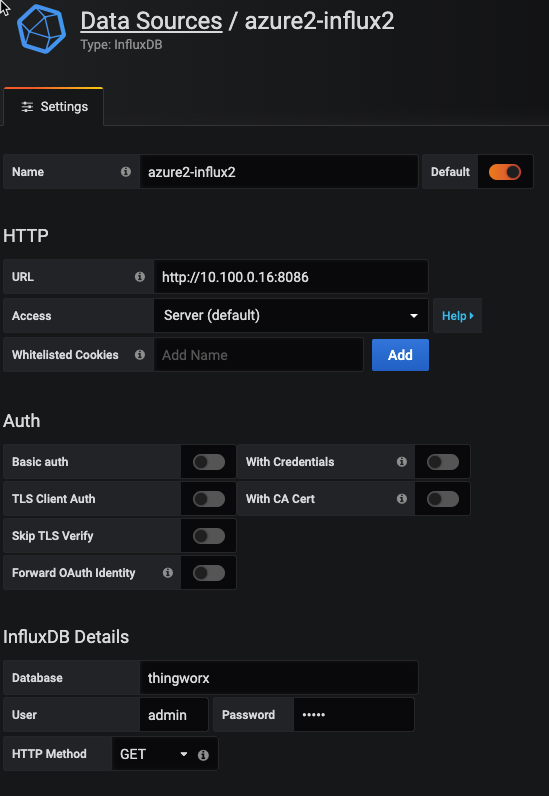 Data Sources / azure2-influx2
Type: InfluxDB
Settings
Name azure2-influx2 Default
HTTP
URL http://10.100.0.16:8086
Access Server (default) Help
Whitelisted Cookies Add Name Add
Auth
Basic auth With Credentials
TLS Client Auth With CA Cert
Skip TLS Verify
Forward OAuth Identity
InfluxDB Details
Database thingworx
User admin Password •••••
HTTP Method GET